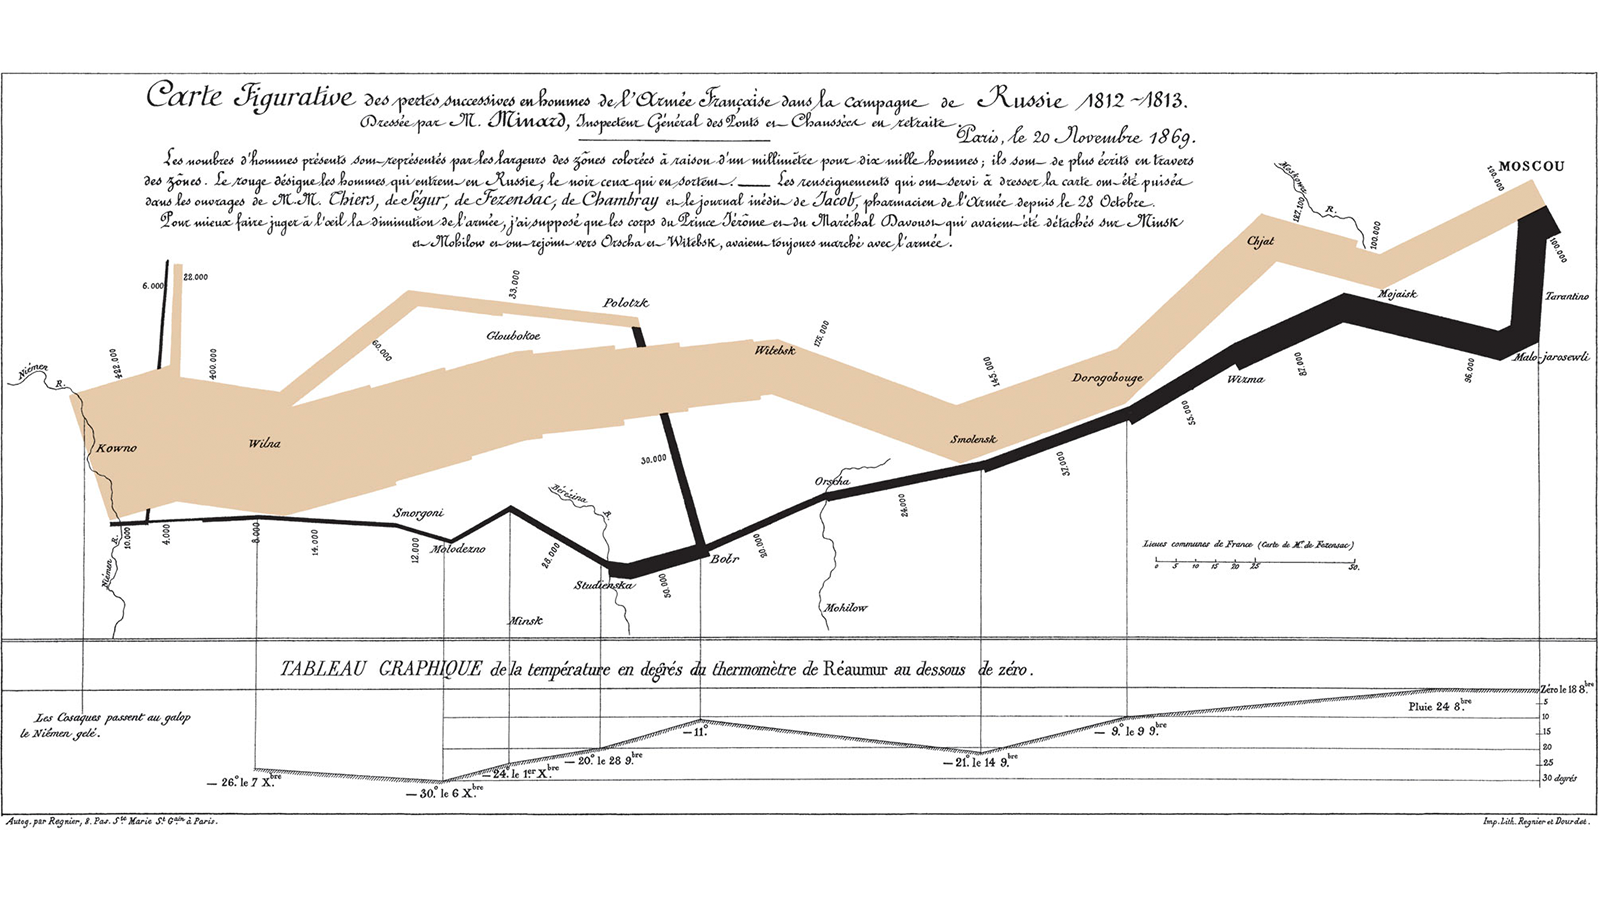 Carte Figurative des pertes successives en hommes de l'Armée Française dans la campagne de Russie 1812~1813.
Dressée par M. Minard, Inspecteur Général des Ponts et Chaussées en retraite.
Paris, le 20 Novembre 1869.
Les nombres d'hommes présents sont représentés par les largeurs des zônes colorées à raison d'un millimètre pour dix mille hommes; ils sont de plus écrits en travers
des zônes. Le rouge désigne les hommes qui entrent en Russie, le noir ceux qui en sortent. — Les renseignements qui ont servi à dresser la carte ont été puisés
dans les ouvrages de M.M. Thiers, de Ségur, de Fezensac, de Chambray et le journal inédit de Jacob, pharmacien de l'Armée depuis le 28 Octobre.
Pour mieux faire juger à l'œil la diminution de l'armée, j'ai supposé que les corps du Prince Jérôme et du Maréchal Davoust qui avaient été détachés sur Minsk
et Mohilow et ont rejoint vers Orscha et Witebsk, avaient toujours marché avec l'armée.
MOSCOU
100.000
Moskowa
R.
127.100
100.000
Chjat
Mojaisk
100.000
Tarantino
Malo-jarosewli
96.000
87.000
Wizma
55.000
Dorogobouge
37.000
145.000
Smolensk
24.000
Orscha
Mohilow
175.000
Witebsk
Polotzk
33.000
Gloubokoe
60.000
22.000
6.000
400.000
422.000
Niémen
R.
Kowno
Wilna
30.000
Bérézina
R.
Smorgoni
Molodezno
Studienska
Bobr
Minsk
20.000
50.000
28.000
12.000
14.000
8.000
4.000
10.000
R.
Niémen
Lieues communes de France (Carte de M. de Fezensac)
0 5 10 15 20 25 50.
TABLEAU GRAPHIQUE de la température en degrés du thermomètre de Réaumur au dessous de zéro.
Les Cosaques passent au galop
le Niémen gelé.
Zéro le 18 8.bre
5
10
15
20
25
30 degrés
Pluie 24 8.bre
— 9.° le 9 9.bre
— 21.° le 14 9.bre
— 11.°
— 20.° le 28 9.bre
— 24.° le 1.er X.bre
— 30.° le 6 X.bre
— 26.° le 7 X.bre
Autog. par Regnier, 8. Pas. S.te Marie S.t G.ain à Paris.
Imp. Lith. Regnier et Dourdet.